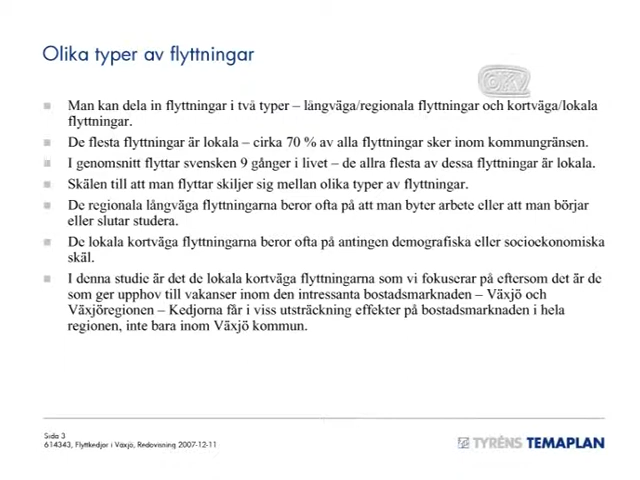 Olika typer av flyttningar
OKV
Man kan dela in flyttningar i två typer – långväga/regionala flyttningar och kortväga/lokala
flyttningar.
De flesta flyttningar är lokala – cirka 70 % av alla flyttningar sker inom kommungränsen.
I genomsnitt flyttar svensken 9 gånger i livet – de allra flesta av dessa flyttningar är lokala.
Skälen till att man flyttar skiljer sig mellan olika typer av flyttningar.
De regionala långväga flyttningarna beror ofta på att man byter arbete eller att man börjar
eller slutar studera.
De lokala kortväga flyttningarna beror ofta på antingen demografiska eller socioekonomiska
skäl.
I denna studie är det de lokala kortväga flyttningarna som vi fokuserar på eftersom det är de
som ger upphov till vakanser inom den intressanta bostadsmarknaden – Växjö och
Växjöregionen – Kedjorna får i viss utsträckning effekter på bostadsmarknaden i hela
regionen, inte bara inom Växjö kommun.
Sida 3
614343, Flyttkedjor i Växjö, Redovisning 2007-12-11
TYRÉNS TEMAPLAN